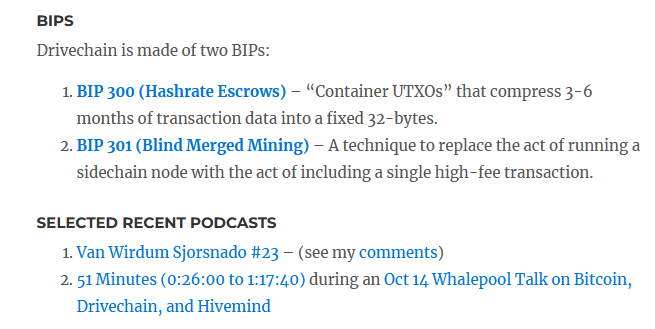 BIPS
Drivechain is made of two BIPs:
1. BIP 300 (Hashrate Escrows) – “Container UTXOs” that compress 3-6
months of transaction data into a fixed 32-bytes.
2. BIP 301 (Blind Merged Mining) – A technique to replace the act of running a
sidechain node with the act of including a single high-fee transaction.
SELECTED RECENT PODCASTS
1. Van Wirdum Sjorsnado #23 – (see my comments)
2. 51 Minutes (0:26:00 to 1:17:40) during an Oct 14 Whalepool Talk on Bitcoin,
Drivechain, and Hivemind